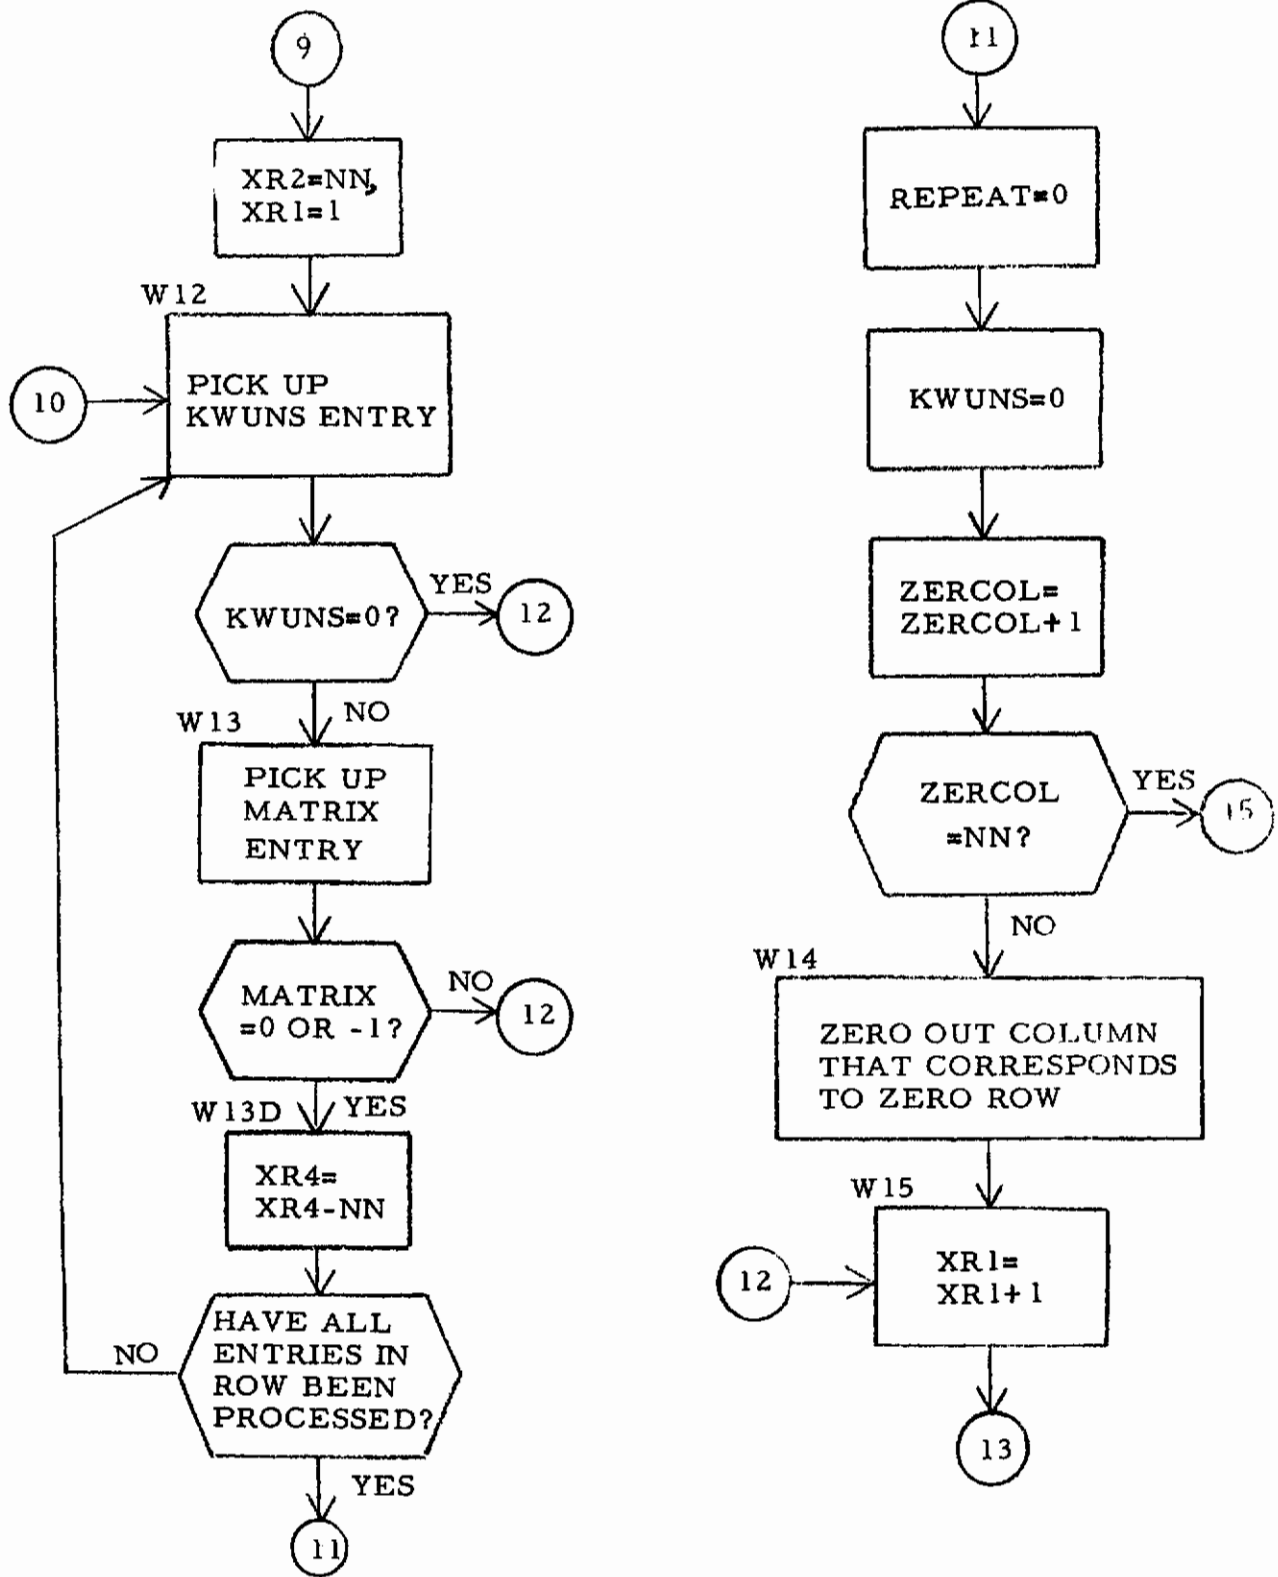 9
XR2=NN,
XR1=1
W12
10
PICK UP
KWUNS ENTRY
KWUNS=0?
YES
12
NO
W13
PICK UP
MATRIX
ENTRY
MATRIX
=0 OR -1?
NO
12
YES
W13D
XR4=
XR4-NN
HAVE ALL
ENTRIES IN
ROW BEEN
PROCESSED?
NO
YES
11
11
REPEAT=0
KWUNS=0
ZERCOL=
ZERCOL+1
ZERCOL
=NN?
YES
15
NO
W14
ZERO OUT COLUMN
THAT CORRESPONDS
TO ZERO ROW
W15
12
XR1=
XR1+1
13